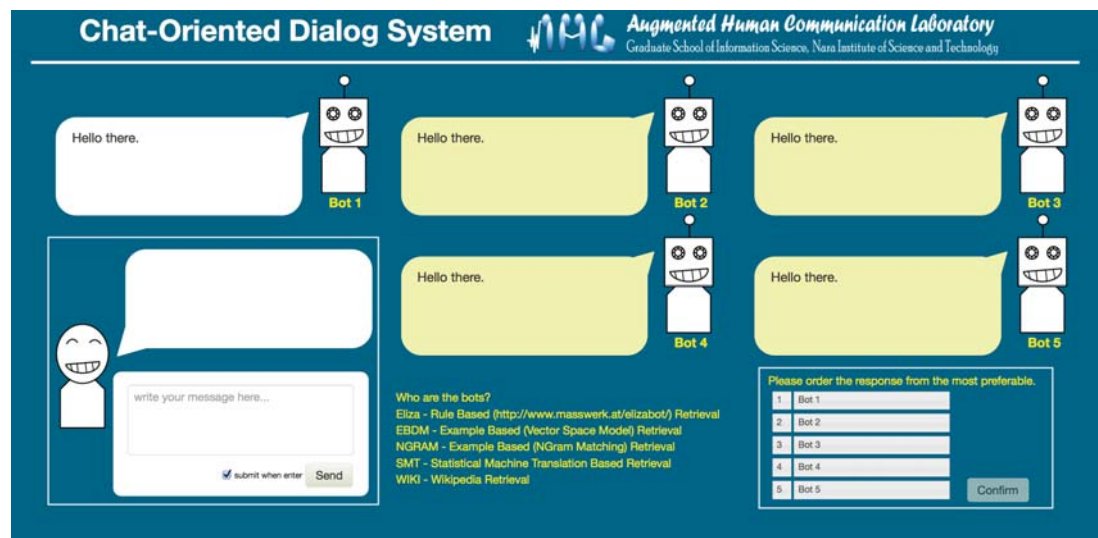 Chat-Oriented Dialog System
AHC
Augmented Human Communication Laboratory
Graduate School of Information Science, Nara Institute of Science and Technology
Hello there.
Bot 1
Hello there.
Bot 2
Hello there.
Bot 3
Hello there.
Bot 4
Hello there.
Bot 5
write your message here...
submit when enter
Send
Who are the bots?
Eliza - Rule Based (http://www.masswerk.at/elizabot/) Retrieval
EBDM - Example Based (Vector Space Model) Retrieval
NGRAM - Example Based (NGram Matching) Retrieval
SMT - Statistical Machine Translation Based Retrieval
WIKI - Wikipedia Retrieval
Please order the response from the most preferable.
1 Bot 1
2 Bot 2
3 Bot 3
4 Bot 4
5 Bot 5
Confirm